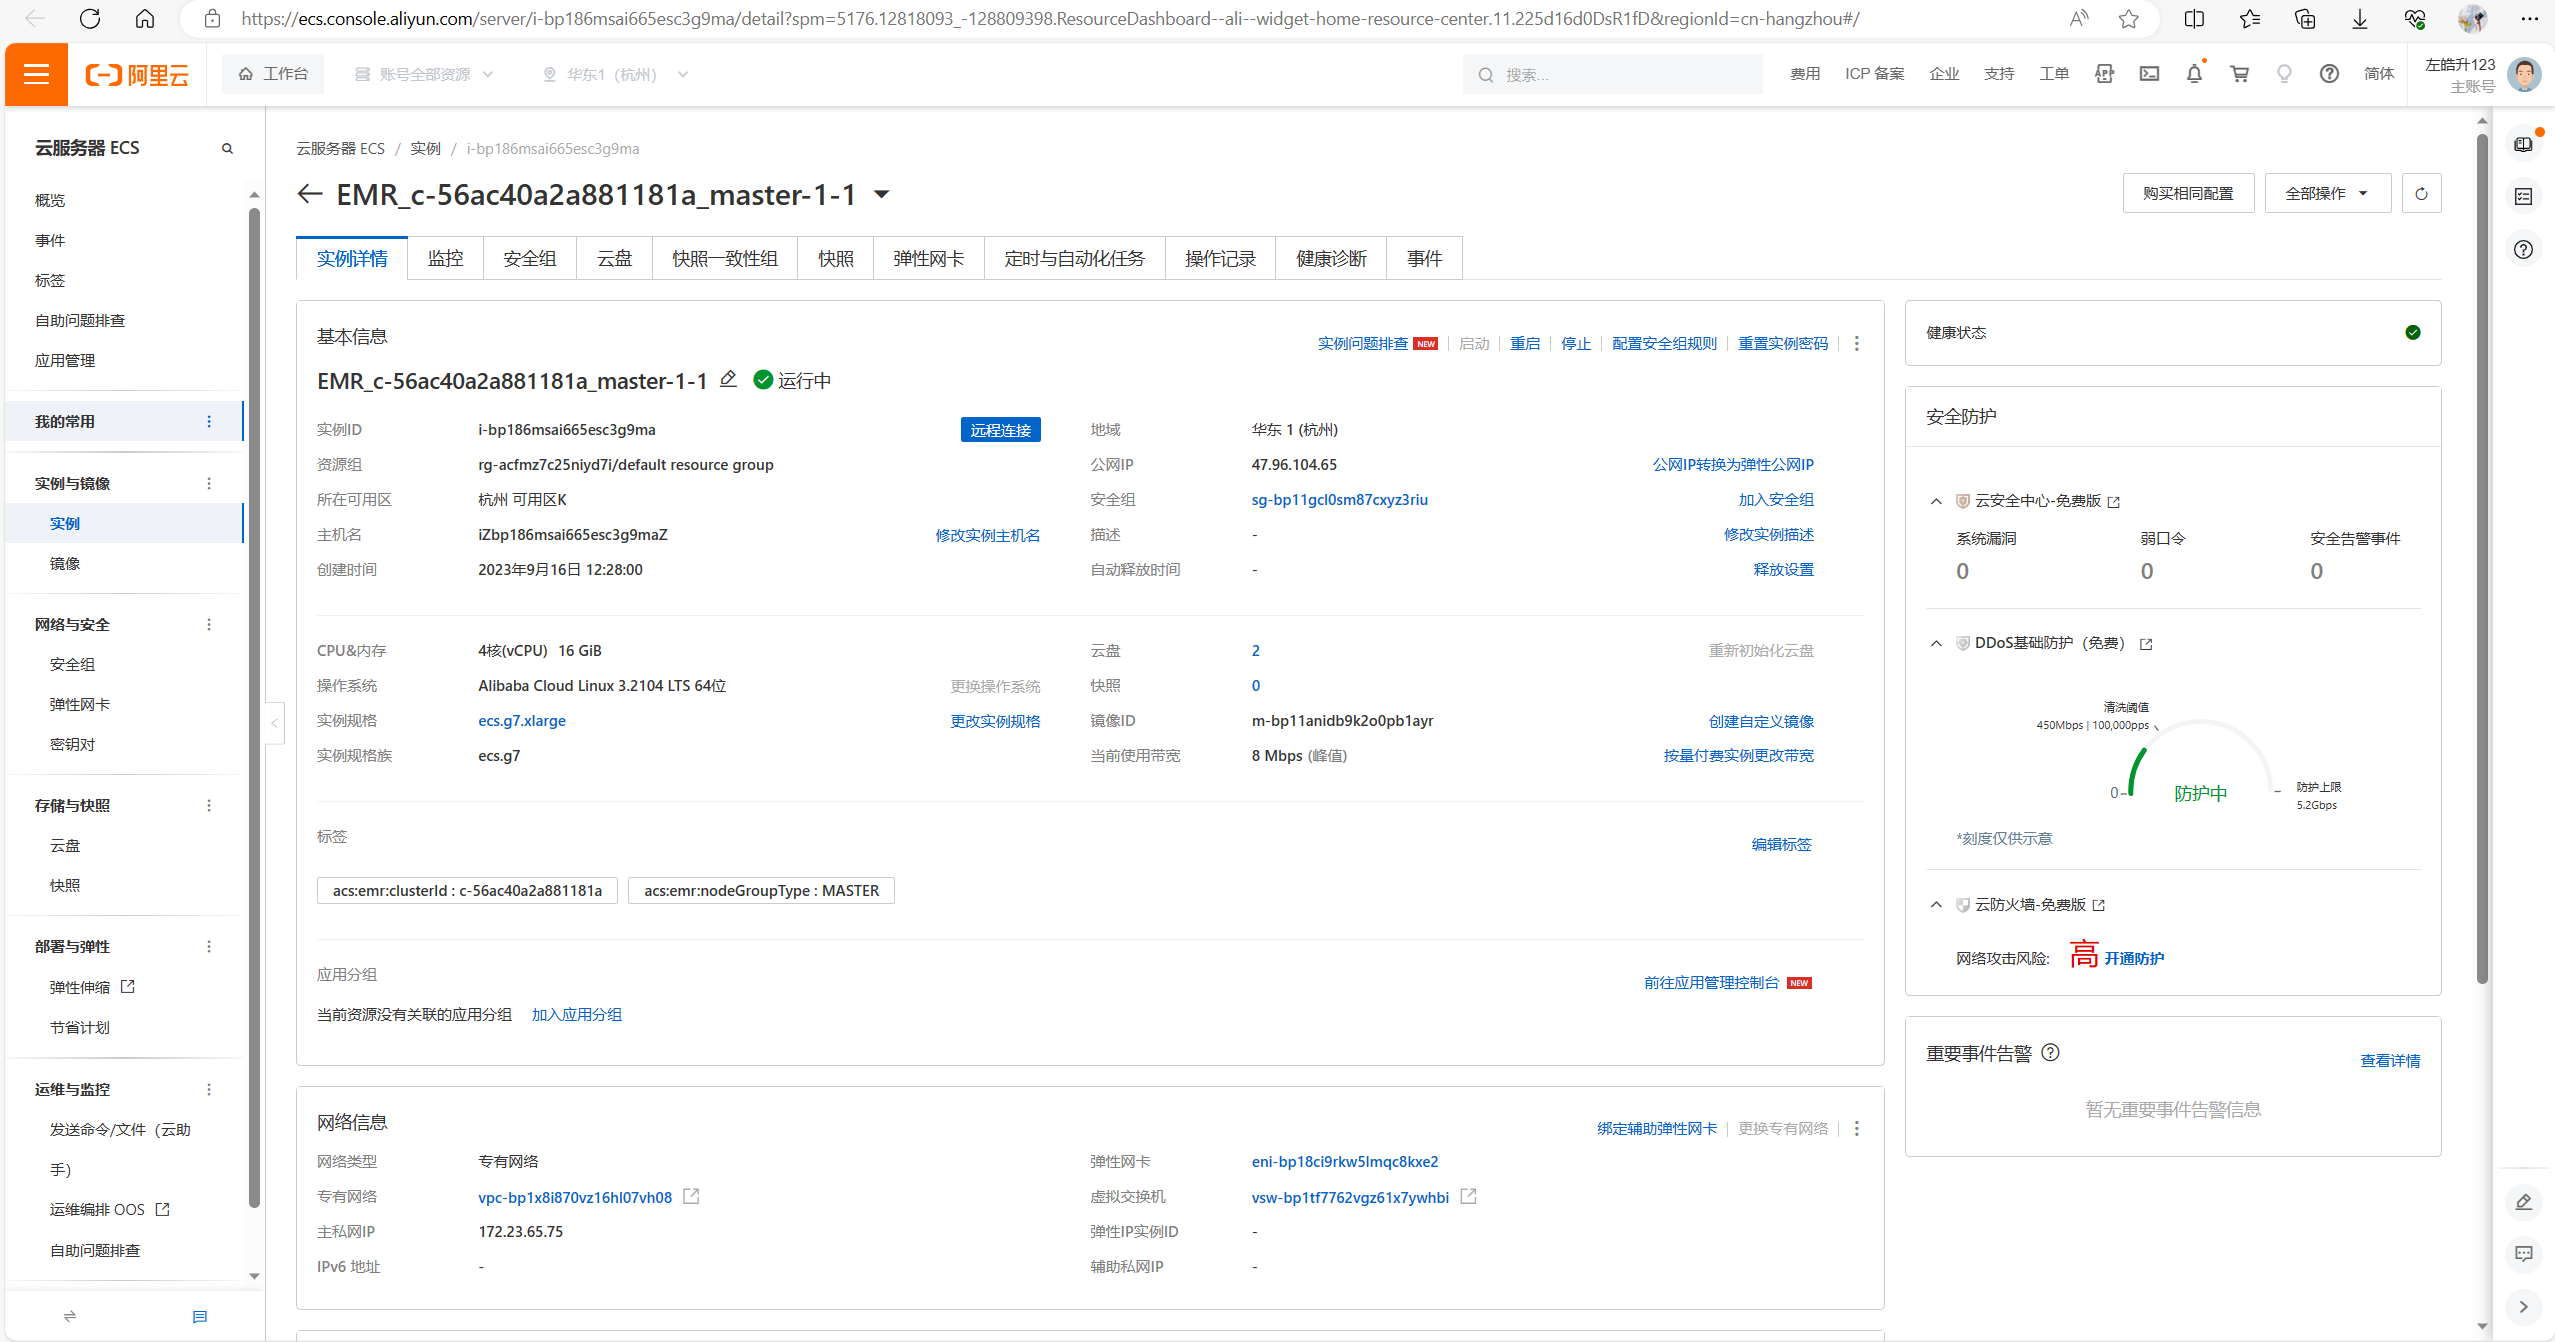 https://ecs.console.aliyun.com/server/i-bp186msai665esc3g9ma/detail?spm=5176.12818093_-128809398.ResourceDashboard--ali--widget-home-resource-center.11.225d16d0DsR1fD&regionId=cn-hangzhou#/
阿里云 工作台 账号全部资源 华东1（杭州） 搜索... 费用 ICP 备案 企业 支持 工单 简体 左皓升123
主账号
云服务器 ECS
概览
事件
标签
自助问题排查
应用管理
我的常用
实例与镜像
实例
镜像
网络与安全
安全组
弹性网卡
密钥对
存储与快照
云盘
快照
部署与弹性
弹性伸缩
节省计划
运维与监控
发送命令/文件（云助
手）
运维编排 OOS
自助问题排查
云服务器 ECS / 实例 / i-bp186msai665esc3g9ma
EMR_c-56ac40a2a881181a_master-1-1
购买相同配置 全部操作
实例详情 监控 安全组 云盘 快照一致性组 快照 弹性网卡 定时与自动化任务 操作记录 健康诊断 事件
基本信息
实例问题排查 NEW 启动 重启 停止 配置安全组规则 重置实例密码
EMR_c-56ac40a2a881181a_master-1-1 运行中
实例ID i-bp186msai665esc3g9ma 远程连接 地域 华东 1 (杭州)
资源组 rg-acfmz7c25niyd7i/default resource group 公网IP 47.96.104.65 公网IP转换为弹性公网IP
所在可用区 杭州 可用区K 安全组 sg-bp11gcl0sm87cxyz3riu 加入安全组
主机名 iZbp186msai665esc3g9maZ 修改实例主机名 描述 - 修改实例描述
创建时间 2023年9月16日 12:28:00 自动释放时间 - 释放设置
CPU&内存 4核(vCPU) 16 GiB 云盘 2 重新初始化云盘
操作系统 Alibaba Cloud Linux 3.2104 LTS 64位 更换操作系统 快照 0
实例规格 ecs.g7.xlarge 更改实例规格 镜像ID m-bp11anidb9k2o0pb1ayr 创建自定义镜像
实例规格族 ecs.g7 当前使用带宽 8 Mbps (峰值) 按量付费实例更改带宽
标签 编辑标签
acs:emr:clusterId : c-56ac40a2a881181a acs:emr:nodeGroupType : MASTER
应用分组
前往应用管理控制台 NEW
当前资源没有关联的应用分组 加入应用分组
网络信息
绑定辅助弹性网卡 更换专有网络
网络类型 专有网络 弹性网卡 eni-bp18ci9rkw5lmqc8kxe2
专有网络 vpc-bp1x8i870vz16hl07vh08 虚拟交换机 vsw-bp1tf7762vgz61x7ywhbi
主私网IP 172.23.65.75 弹性IP实例ID -
IPv6 地址 - 辅助私网IP -
健康状态
安全防护
云安全中心-免费版
系统漏洞 弱口令 安全告警事件
0 0 0
DDoS基础防护（免费）
清洗阈值
450Mbps | 100,000pps
0 防护中 防护上限
5.2Gbps
*刻度仅供示意
云防火墙-免费版
网络攻击风险: 高 开通防护
重要事件告警
查看详情
暂无重要事件告警信息